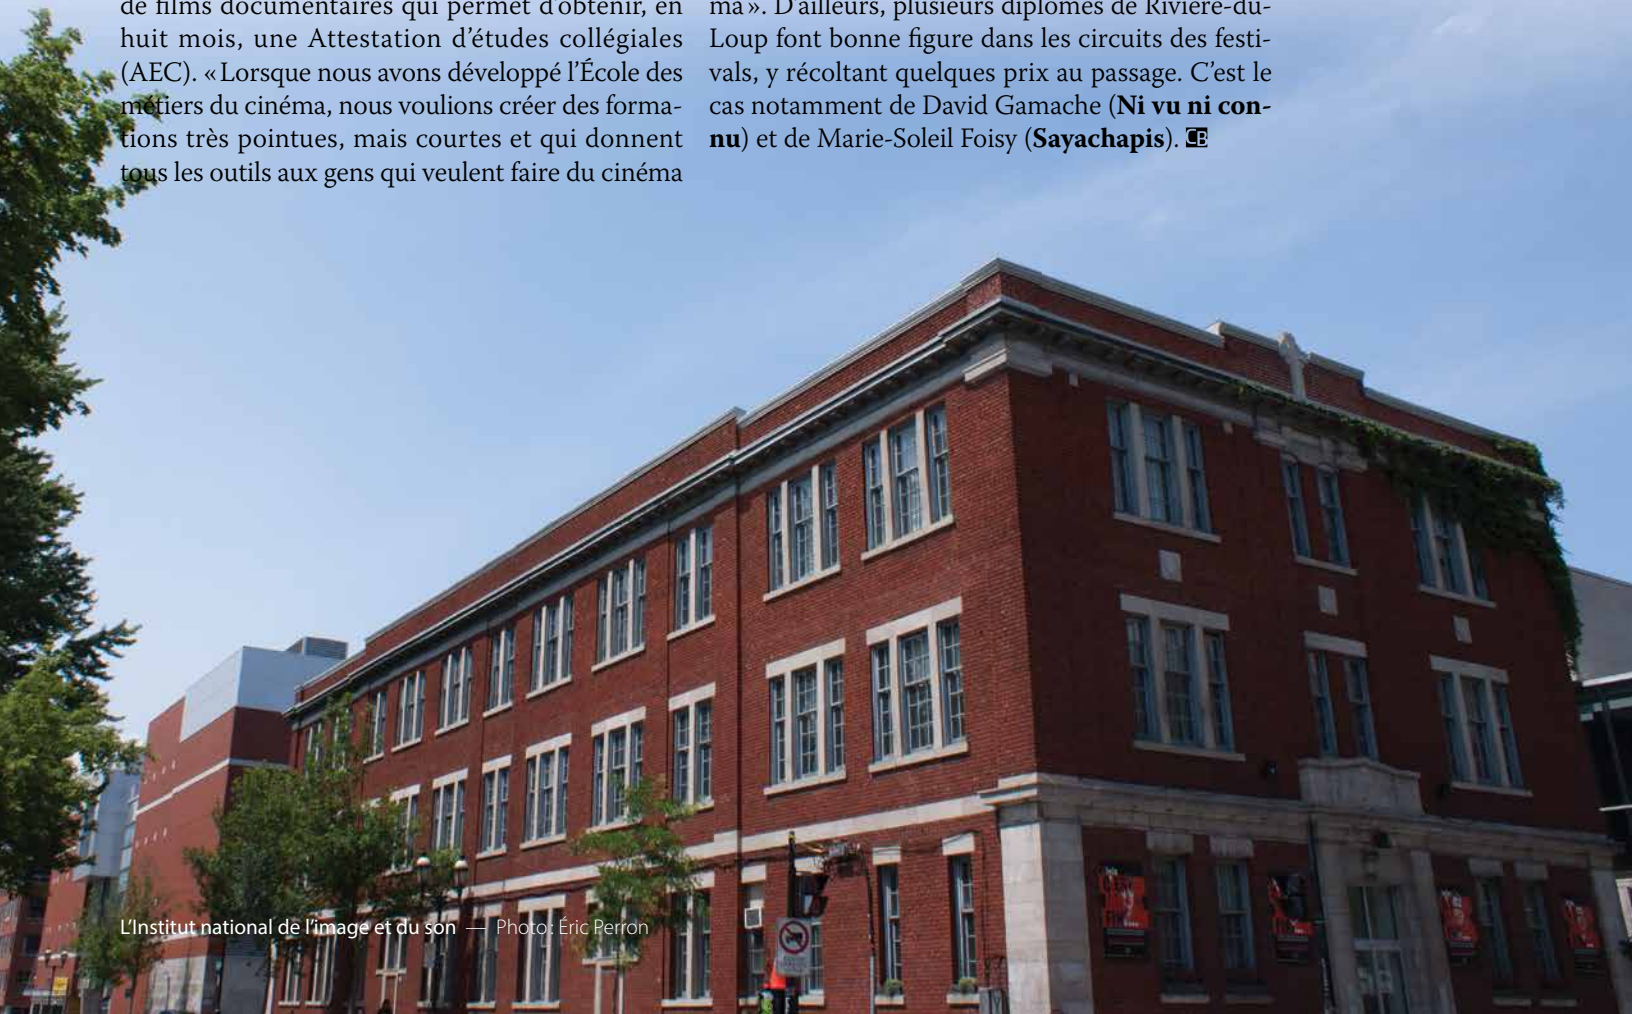 de films documentaires qui permet d'obtenir, en
huit mois, une Attestation d'études collégiales
(AEC). « Lorsque nous avons développé l'École des
métiers du cinéma, nous voulions créer des forma-
tions très pointues, mais courtes et qui donnent
tous les outils aux gens qui veulent faire du cinéma
ma ». D'ailleurs, plusieurs diplômés de Rivière-du-
Loup font bonne figure dans les circuits des festi-
vals, y récoltant quelques prix au passage. C'est le
cas notamment de David Gamache (Ni vu ni con-
nu) et de Marie-Soleil Foisy (Sayachapis). CB
L'Institut national de l'image et du son — Photo: Éric Perron